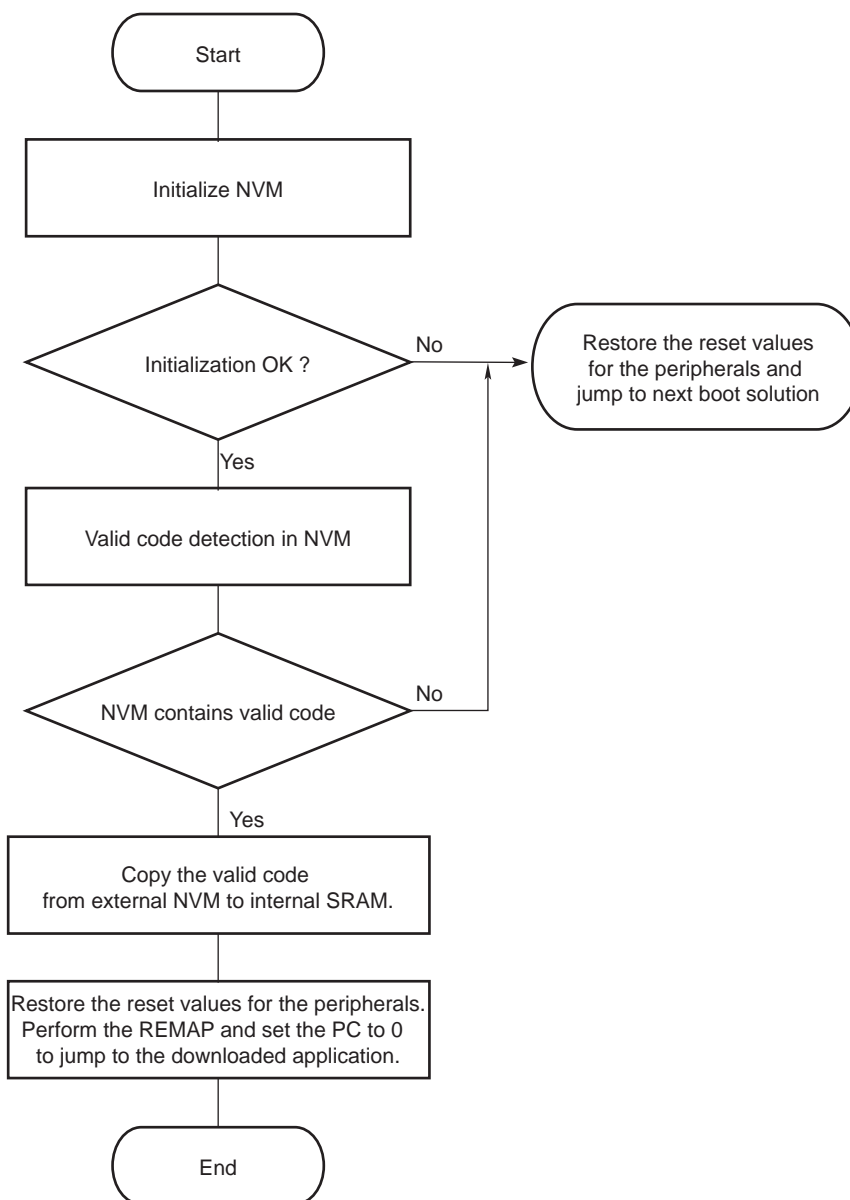 Start
Initialize NVM
Initialization OK ?
No
Restore the reset values
for the peripherals and
jump to next boot solution
Yes
Valid code detection in NVM
NVM contains valid code
No
Yes
Copy the valid code
from external NVM to internal SRAM.
Restore the reset values for the peripherals.
Perform the REMAP and set the PC to 0
to jump to the downloaded application.
End